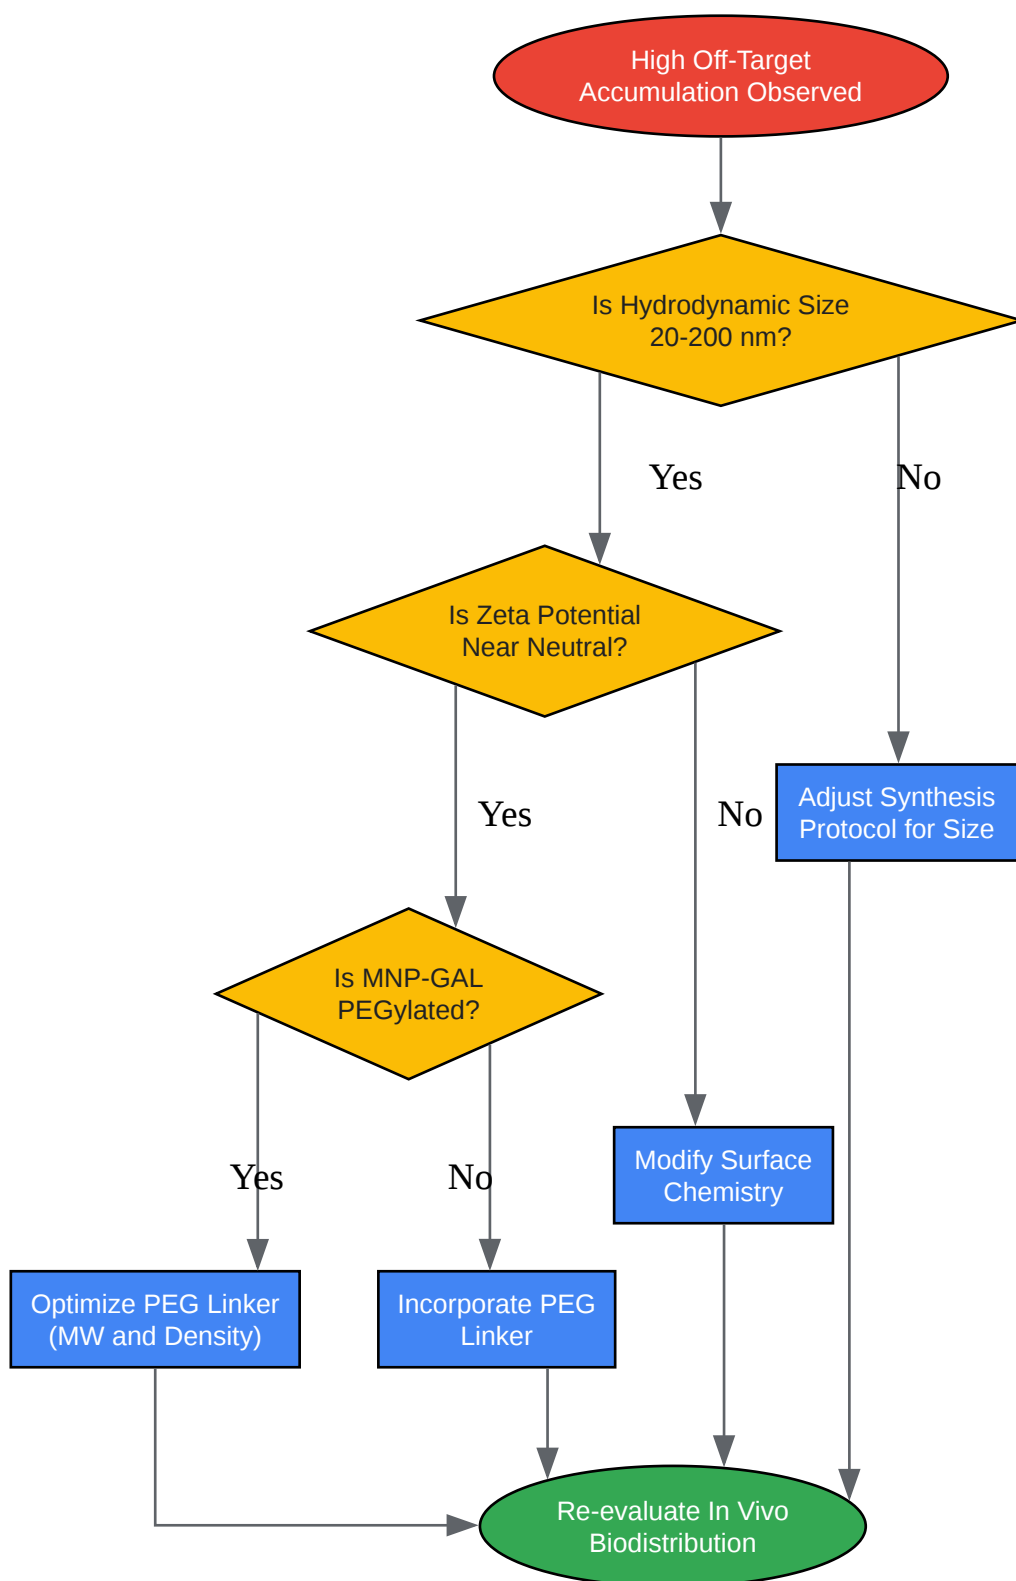 High Off-Target
Accumulation Observed
Is Hydrodynamic Size
20-200 nm?
Yes
No
Is Zeta Potential
Near Neutral?
Adjust Synthesis
Protocol for Size
Yes
No
Is MNP-GAL
PEGylated?
Modify Surface
Chemistry
Yes
No
Optimize PEG Linker
(MW and Density)
Incorporate PEG
Linker
Re-evaluate In Vivo
Biodistribution